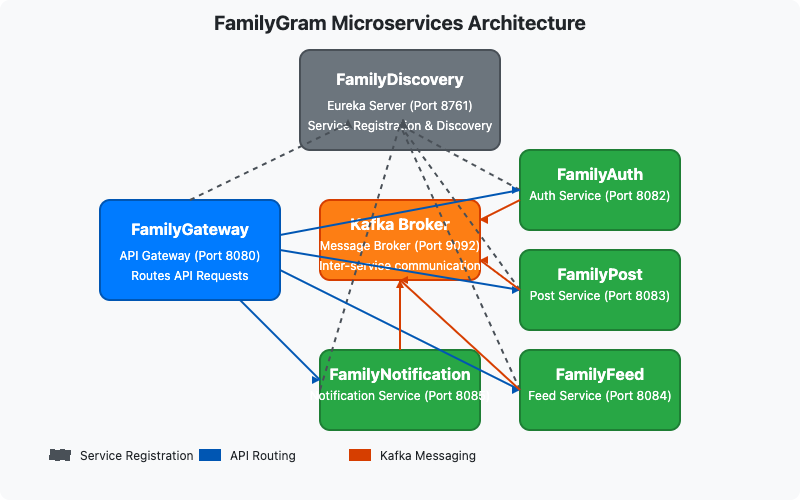 FamilyGram Microservices Architecture
FamilyDiscovery
Eureka Server (Port 8761)
Service Registration & Discovery
FamilyAuth
Auth Service (Port 8082)
FamilyGateway
API Gateway (Port 8080)
Routes API Requests
Kafka Broker
Message Broker (Port 9092)
Inter-service communication
FamilyPost
Post Service (Port 8083)
FamilyNotification
Notification Service (Port 8085)
FamilyFeed
Feed Service (Port 8084)
Service Registration
API Routing
Kafka Messaging